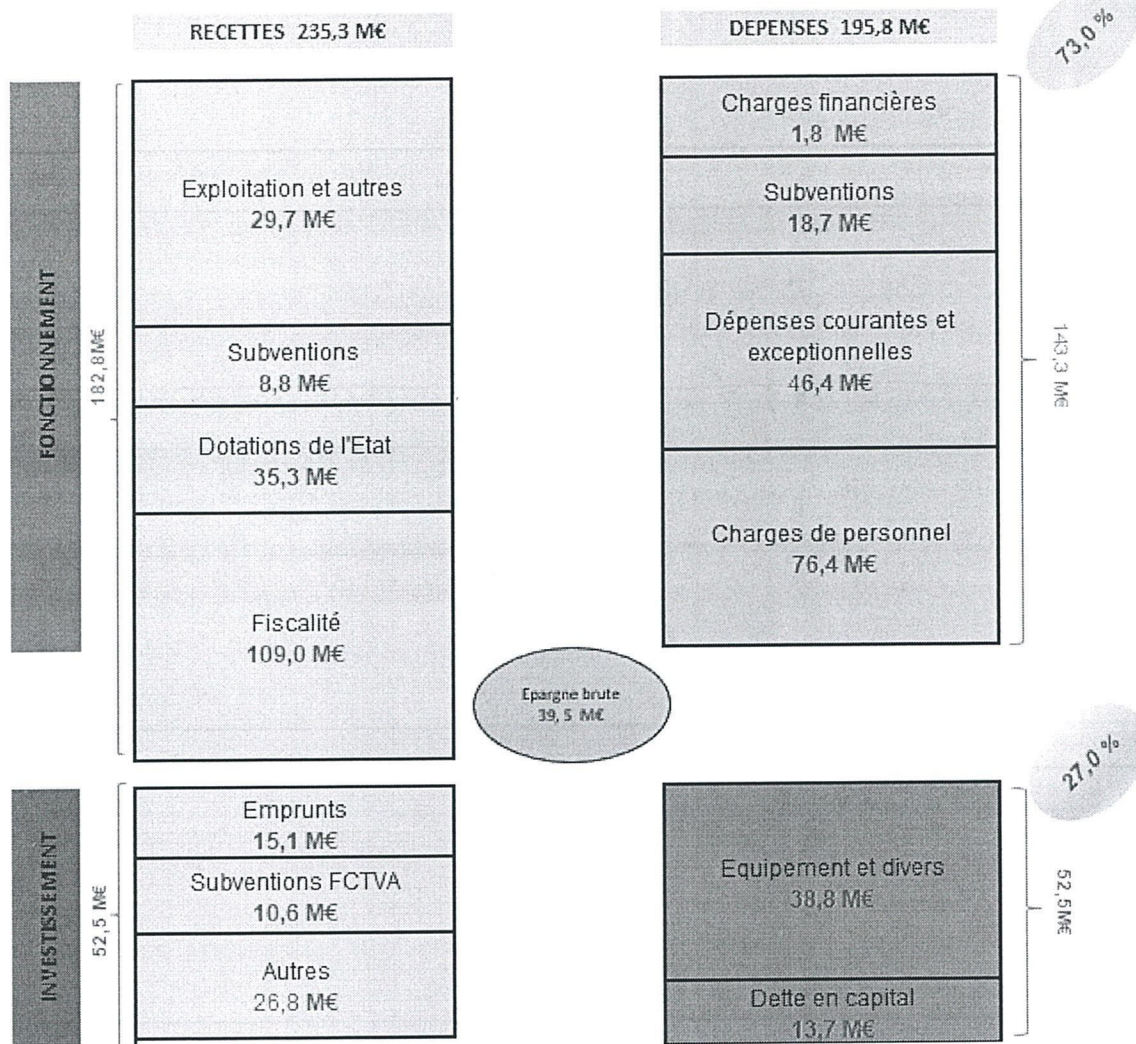 RECETTES 235,3 M€
DEPENSES 195,8 M€
73,0 %
FONCTIONNEMENT
182,8M€
Exploitation et autres
29,7 M€
Subventions
8,8 M€
Dotations de l'Etat
35,3 M€
Fiscalité
109,0 M€
Charges financières
1,8 M€
Subventions
18,7 M€
Dépenses courantes et
exceptionnelles
46,4 M€
Charges de personnel
76,4 M€
143,3 M€
Epargne brute
39, 5 M€
27,0 %
INVESTISSEMENT
52,5 M€
Emprunts
15,1 M€
Subventions FCTVA
10,6 M€
Autres
26,8 M€
Equipement et divers
38,8 M€
Dette en capital
13,7 M€
52,5M€